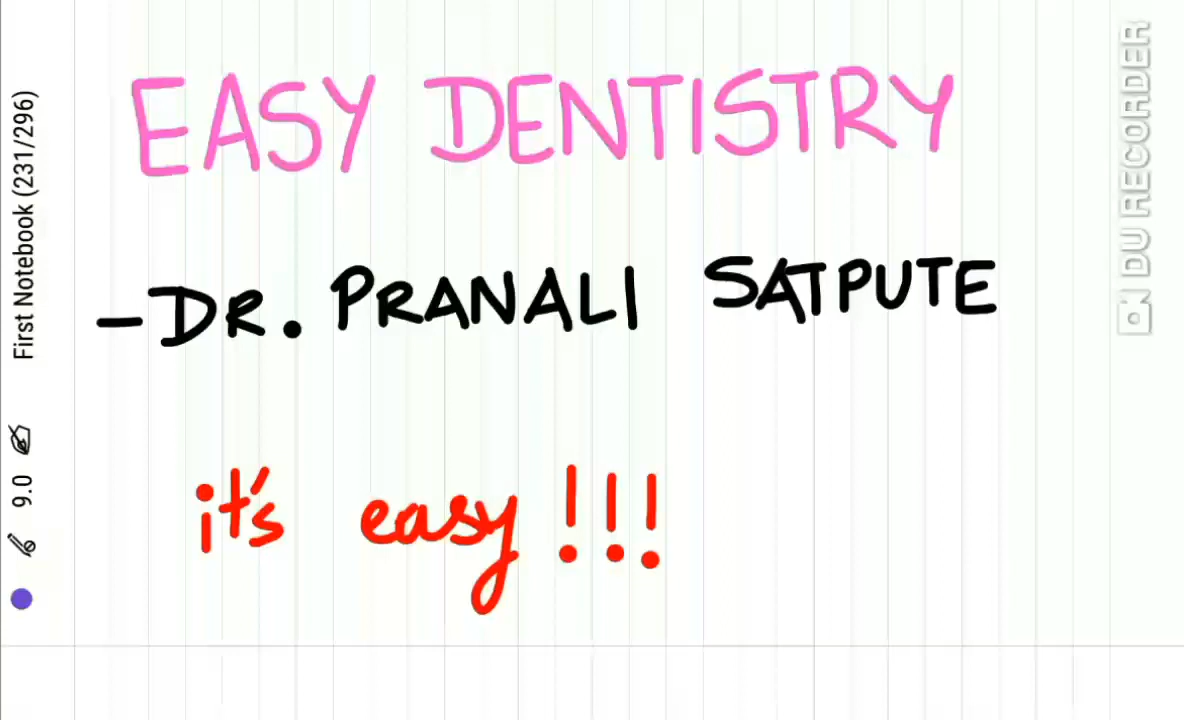 EASY DENTISTRY
-DR. PRANALI SATPUTE
it's easy!!!
First Notebook (231/296)
9.0
DU RECORDER